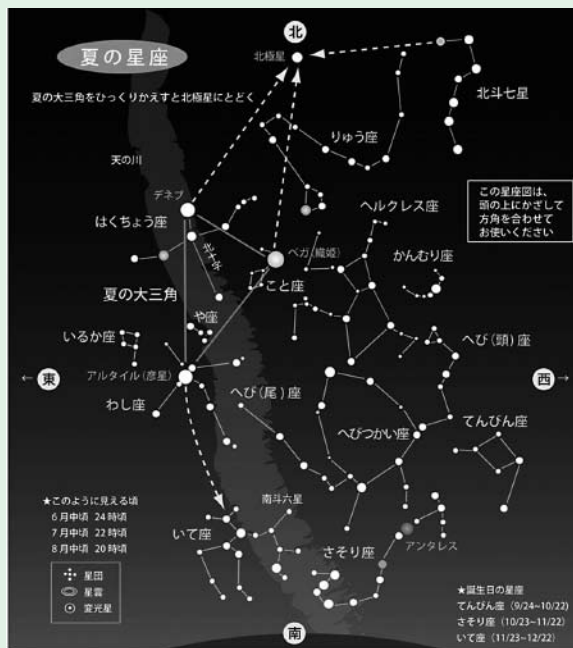 北
夏の星座
北極星
夏の大三角をひっくりかえすと北極星にとどく
北斗七星
りゅう座
天の川
デネブ
はくちょう座
ヘルクレス座
この星座図は、
頭の上にかざして
方角を合わせて
お使いください
北十字
ベガ(織姫)
かんむり座
こと座
夏の大三角
や座
いるか座
へび(頭)座
← 東
西 →
アルタイル(彦星)
わし座
へび(尾)座
へびつかい座
てんびん座
★このように見える頃
6月中頃 24時頃
7月中頃 22時頃
8月中頃 20時頃
南斗六星
いて座
さそり座
アンタレス
星団
星雲
変光星
★誕生日の星座
てんびん座(9/24~10/22)
さそり座(10/23~11/22)
いて座(11/23~12/22)
南